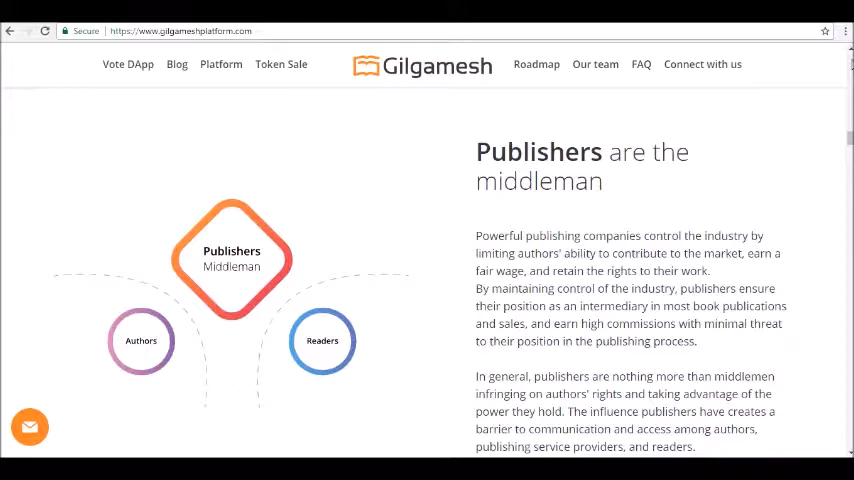 Secure
https://www.gilgameshplatform.com
Vote DApp Blog Platform Token Sale Gilgamesh Roadmap Our team FAQ Connect with us
Publishers
Middleman
Authors
Readers
Publishers are the
middleman
Powerful publishing companies control the industry by
limiting authors' ability to contribute to the market, earn a
fair wage, and retain the rights to their work.
By maintaining control of the industry, publishers ensure
their position as an intermediary in most book publications
and sales, and earn high commissions with minimal threat
to their position in the publishing process.
In general, publishers are nothing more than middlemen
infringing on authors' rights and taking advantage of the
power they hold. The influence publishers have creates a
barrier to communication and access among authors,
publishing service providers, and readers.